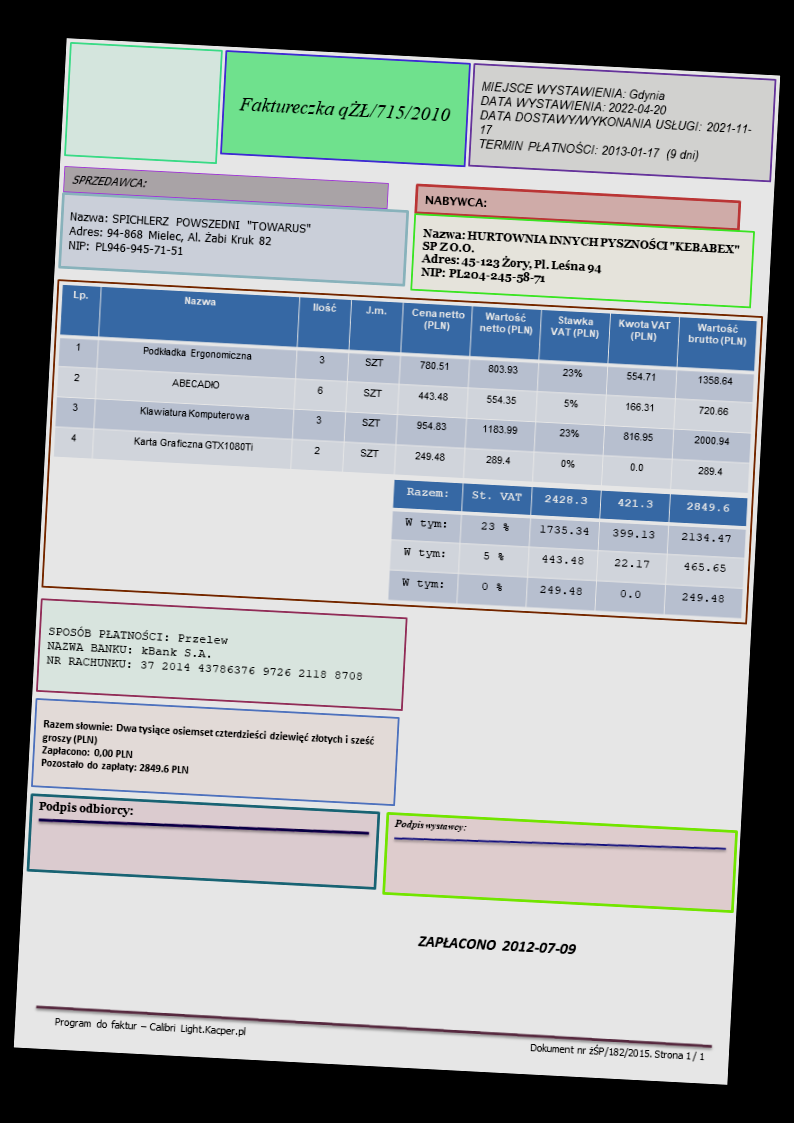 Faktureczka qŻŁ/715/2010
MIEJSCE WYSTAWIENIA: Gdynia
DATA WYSTAWIENIA: 2022-04-20
DATA DOSTAWY/WYKONANIA USŁUGI: 2021-11-
17
TERMIN PŁATNOŚCI: 2013-01-17 (9 dni)
SPRZEDAWCA:
Nazwa: SPICHLERZ POWSZEDNI "TOWARUS"
Adres: 94-868 Mielec, Al. Żabi Kruk 82
NIP: PL946-945-71-51
NABYWCA:
Nazwa: HURTOWNIA INNYCH PYSZNOŚCI "KEBABEX"
SP Z O.O.
Adres: 45-123 Żory, Pl. Leśna 94
NIP: PL204-245-58-71
Lp. Nazwa Ilość J.m. Cena netto (PLN) Wartość netto (PLN) Stawka VAT (PLN) Kwota VAT (PLN) Wartość brutto (PLN)
1 Podkładka Ergonomiczna 3 SZT 780.51 803.93 23% 554.71 1358.64
2 ABECADŁO 6 SZT 443.48 554.35 5% 166.31 720.66
3 Klawiatura Komputerowa 3 SZT 954.83 1183.99 23% 816.95 2000.94
4 Karta Graficzna GTX1080Ti 2 SZT 249.48 289.4 0% 0.0 289.4
Razem: St. VAT 2428.3 421.3 2849.6
W tym: 23 % 1735.34 399.13 2134.47
W tym: 5 % 443.48 22.17 465.65
W tym: 0 % 249.48 0.0 249.48
SPOSÓB PŁATNOŚCI: Przelew
NAZWA BANKU: kBank S.A.
NR RACHUNKU: 37 2014 43786376 9726 2118 8708
Razem słownie: Dwa tysiące osiemset czterdzieści dziewięć złotych i sześć
groszy (PLN)
Zapłacono: 0,00 PLN
Pozostało do zapłaty: 2849.6 PLN
Podpis odbiorcy:
Podpis wystawcy:
ZAPŁACONO 2012-07-09
Program do faktur – Calibri Light.Kacper.pl
Dokument nr żŚP/182/2015. Strona 1 / 1